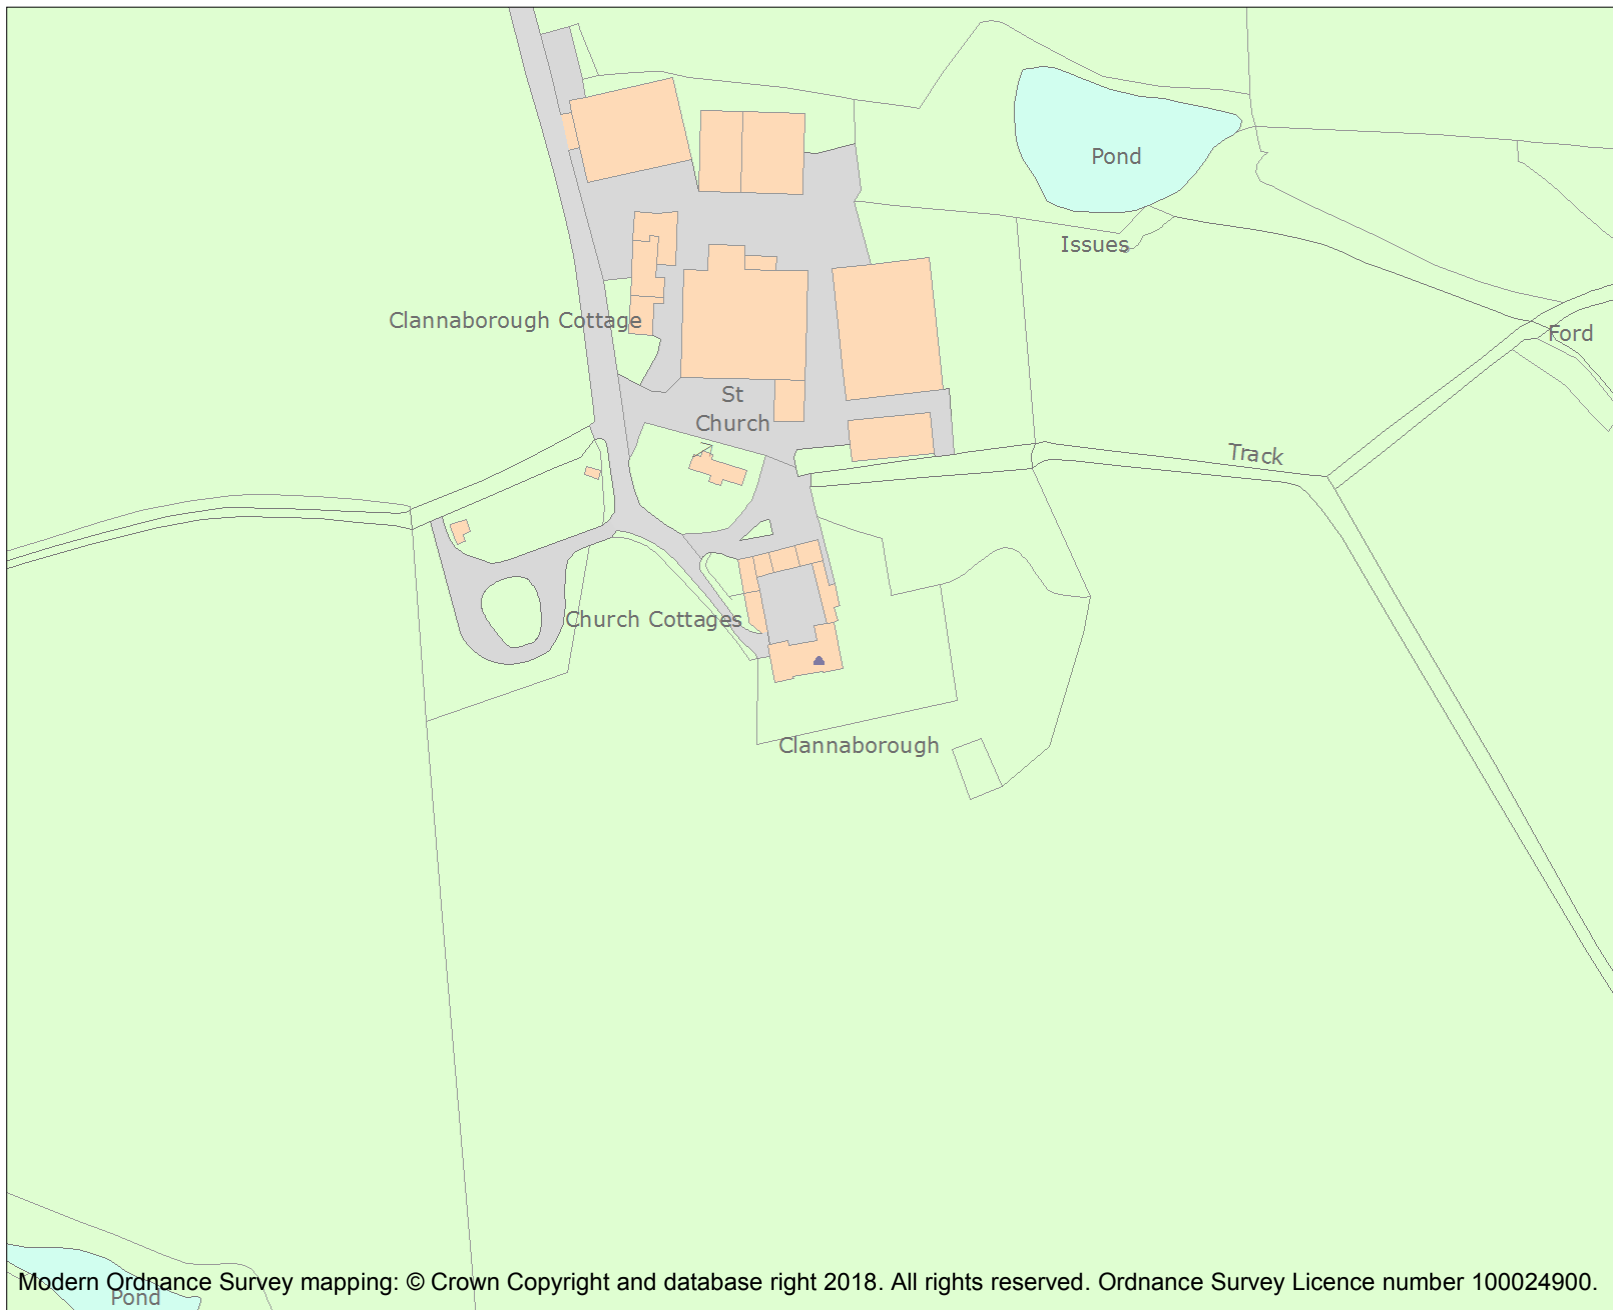 Pond
Issues
Clannaborough Cottage
Ford
St
Church
Track
Church Cottages
Clannaborough
Modern Ordnance Survey mapping: © Crown Copyright and database right 2018. All rights reserved. Ordnance Survey Licence number 100024900.
Pond